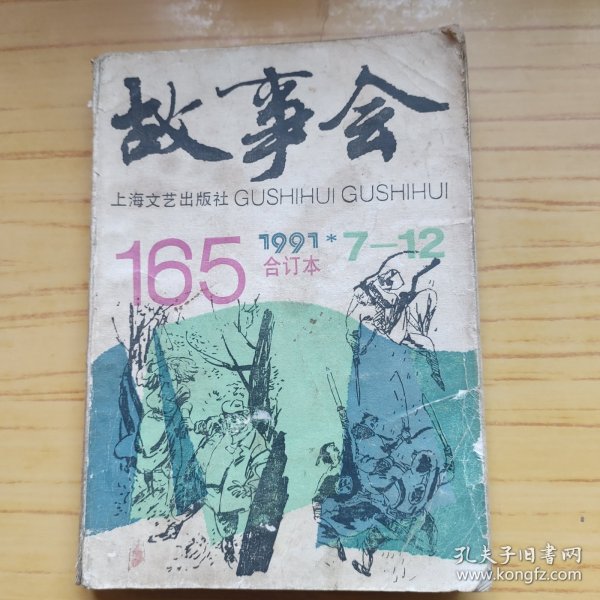 故事会
上海文艺出版社 GUSHIHUI GUSHIHUI
165 1991*7—12
合订本
孔夫子旧书网
www.kongfz.com